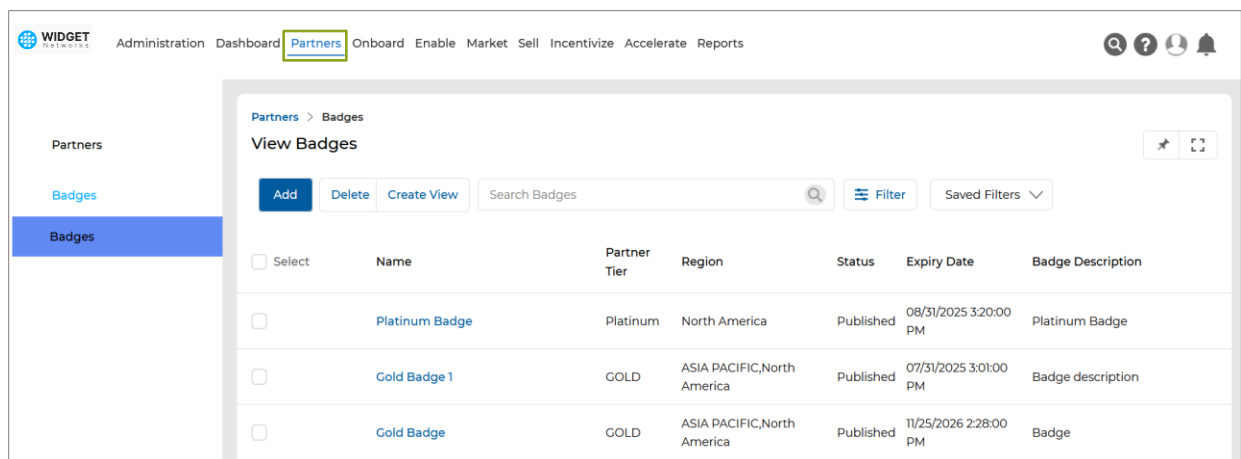 WIDGET
Networks
Administration Dashboard Partners Onboard Enable Market Sell Incentivize Accelerate Reports
Partners > Badges
Partners
View Badges
Badges
Add Delete Create View Search Badges Filter Saved Filters
Badges
Select Name Partner Tier Region Status Expiry Date Badge Description
Platinum Badge Platinum North America Published 08/31/2025 3:20:00 PM Platinum Badge
Gold Badge 1 GOLD ASIA PACIFIC,North America Published 07/31/2025 3:01:00 PM Badge description
Gold Badge GOLD ASIA PACIFIC,North America Published 11/25/2026 2:28:00 PM Badge